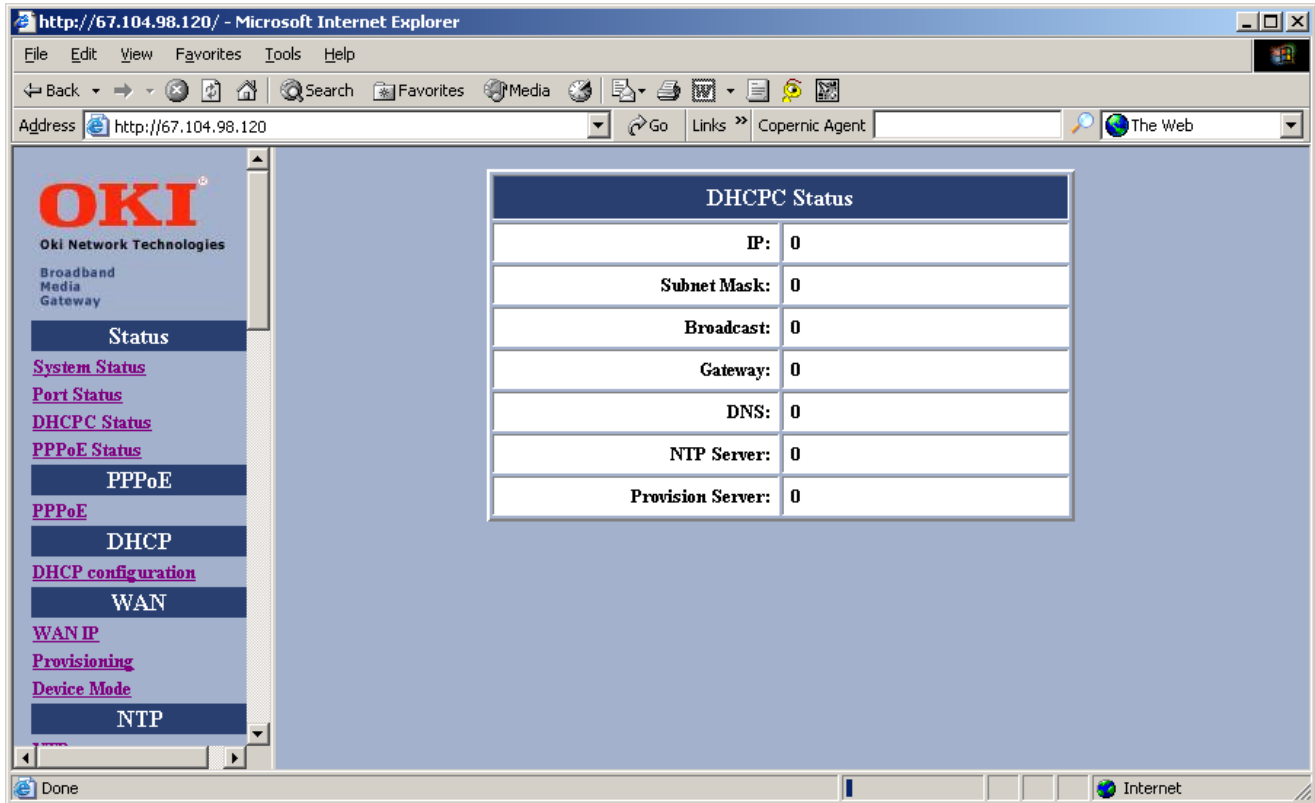 http://67.104.98.120/ - Microsoft Internet Explorer
File Edit View Favorites Tools Help
Back Search Favorites Media
Address http://67.104.98.120 Go Links » Copernic Agent The Web
OKI®
Oki Network Technologies
Broadband
Media
Gateway
Status
System Status
Port Status
DHCPC Status
PPPoE Status
PPPoE
PPPoE
DHCP
DHCP configuration
WAN
WAN IP
Provisioning
Device Mode
NTP
DHCPC Status
IP: 0
Subnet Mask: 0
Broadcast: 0
Gateway: 0
DNS: 0
NTP Server: 0
Provision Server: 0
Done Internet